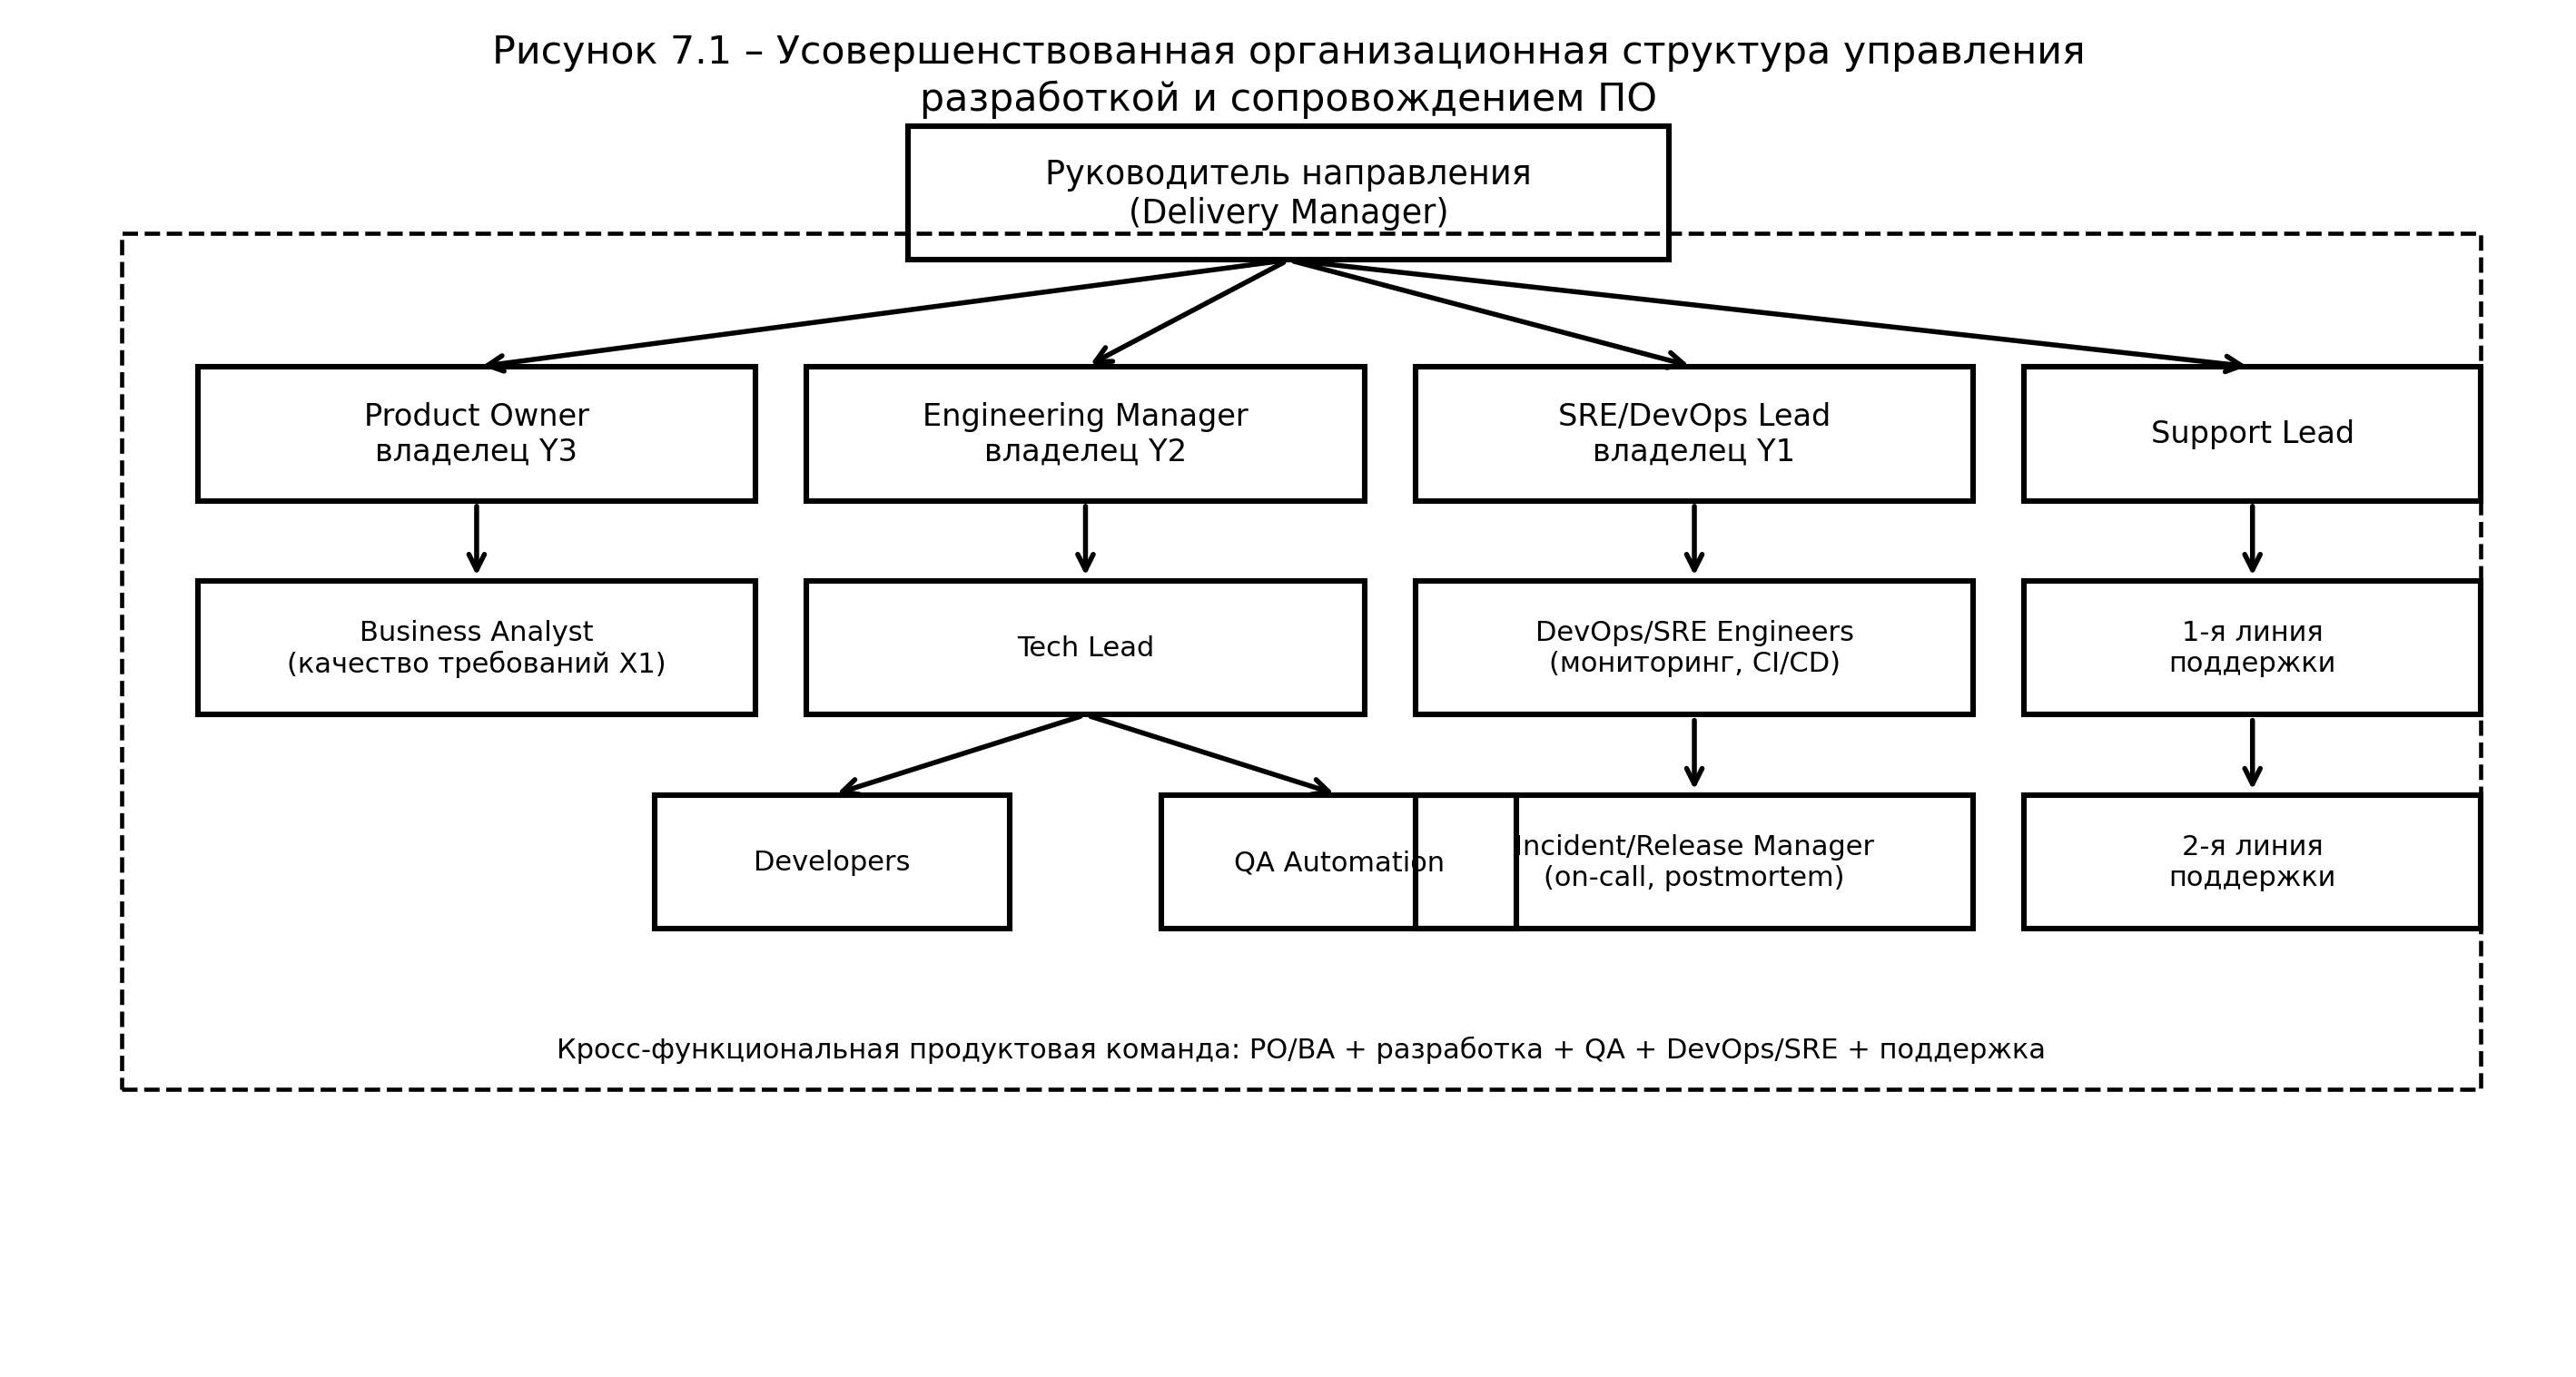 Рисунок 7.1 – Усовершенствованная организационная структура управления
разработкой и сопровождением ПО
Руководитель направления
(Delivery Manager)
Product Owner
владелец Y3
Engineering Manager
владелец Y2
SRE/DevOps Lead
владелец Y1
Support Lead
Business Analyst
(качество требований X1)
Tech Lead
DevOps/SRE Engineers
(мониторинг, CI/CD)
1-я линия
поддержки
Developers
QA Automation
Incident/Release Manager
(on-call, postmortem)
2-я линия
поддержки
Кросс-функциональная продуктовая команда: PO/BA + разработка + QA + DevOps/SRE + поддержка